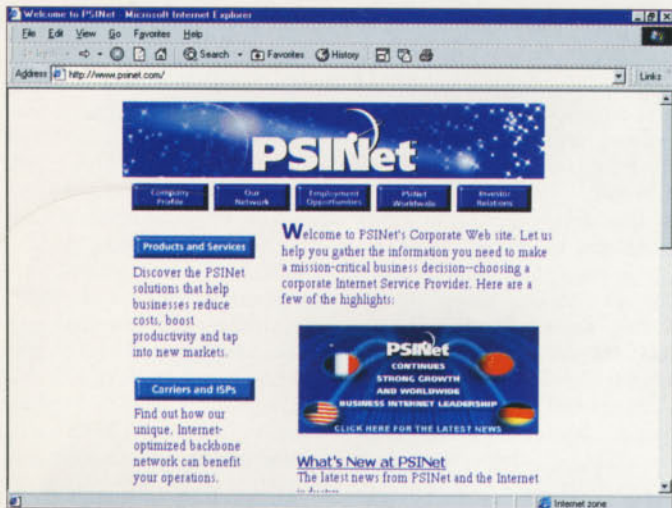 Welcome to PSINet - Microsoft Internet Explorer
File Edit View Go Favorites Help
Search Favorites History
Address http://www.psinet.com/ Links
PSINet
Company Profile
Our Network
Employment Opportunities
PSINet Worldwide
Investor Relations
Products and Services
Discover the PSINet
solutions that help
businesses reduce
costs, boost
productivity and tap
into new markets.
Carriers and ISPs
Find out how our
unique, Internet-
optimized backbone
network can benefit
your operations.
Welcome to PSINet's Corporate Web site. Let us
help you gather the information you need to make
a mission-critical business decision--choosing a
corporate Internet Service Provider. Here are a
few of the highlights:
PSINet
CONTINUES
STRONG GROWTH
AND WORLDWIDE
BUSINESS INTERNET LEADERSHIP
CLICK HERE FOR THE LATEST NEWS
What's New at PSINet
The latest news from PSINet and the Internet
Internet zone